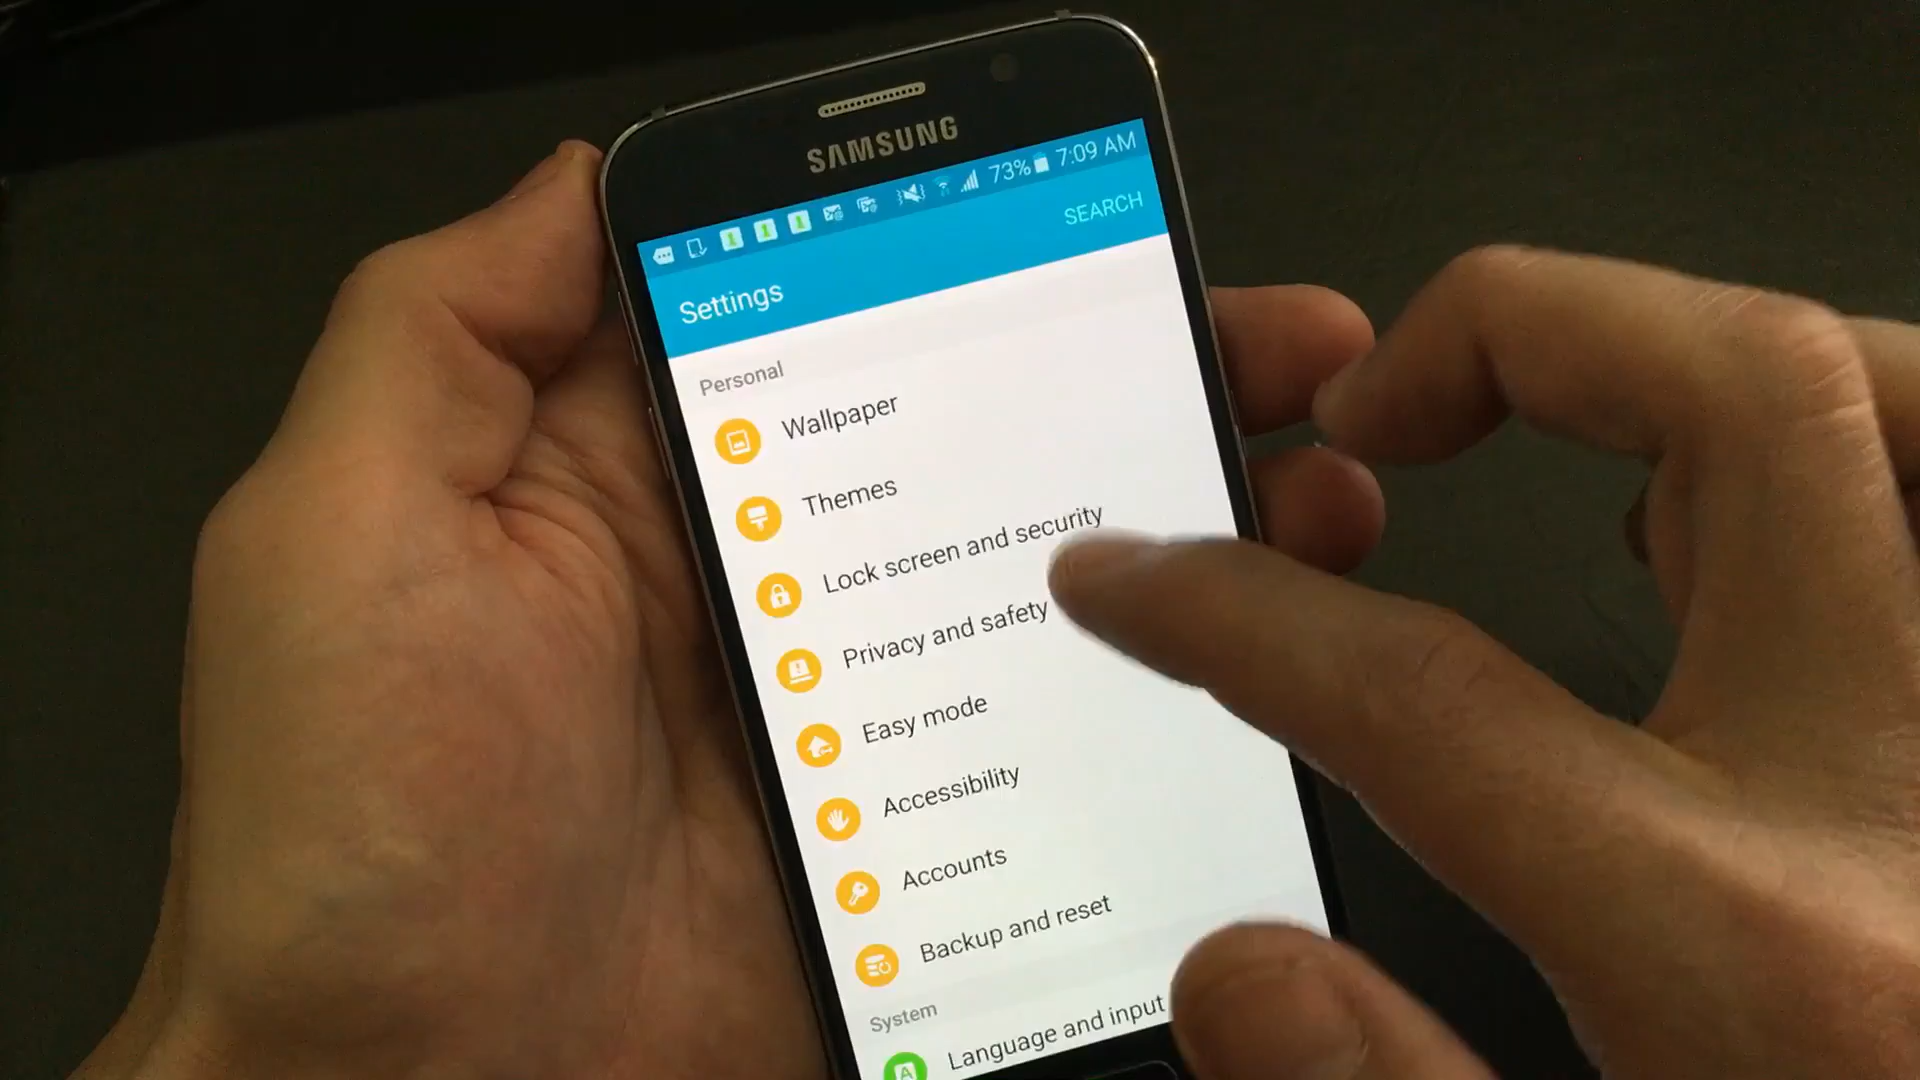 SAMSUNG
73% 7:09 AM
SEARCH
Settings
Personal
Wallpaper
Themes
Lock screen and security
Privacy and safety
Easy mode
Accessibility
Accounts
Backup and reset
System
A Language and input